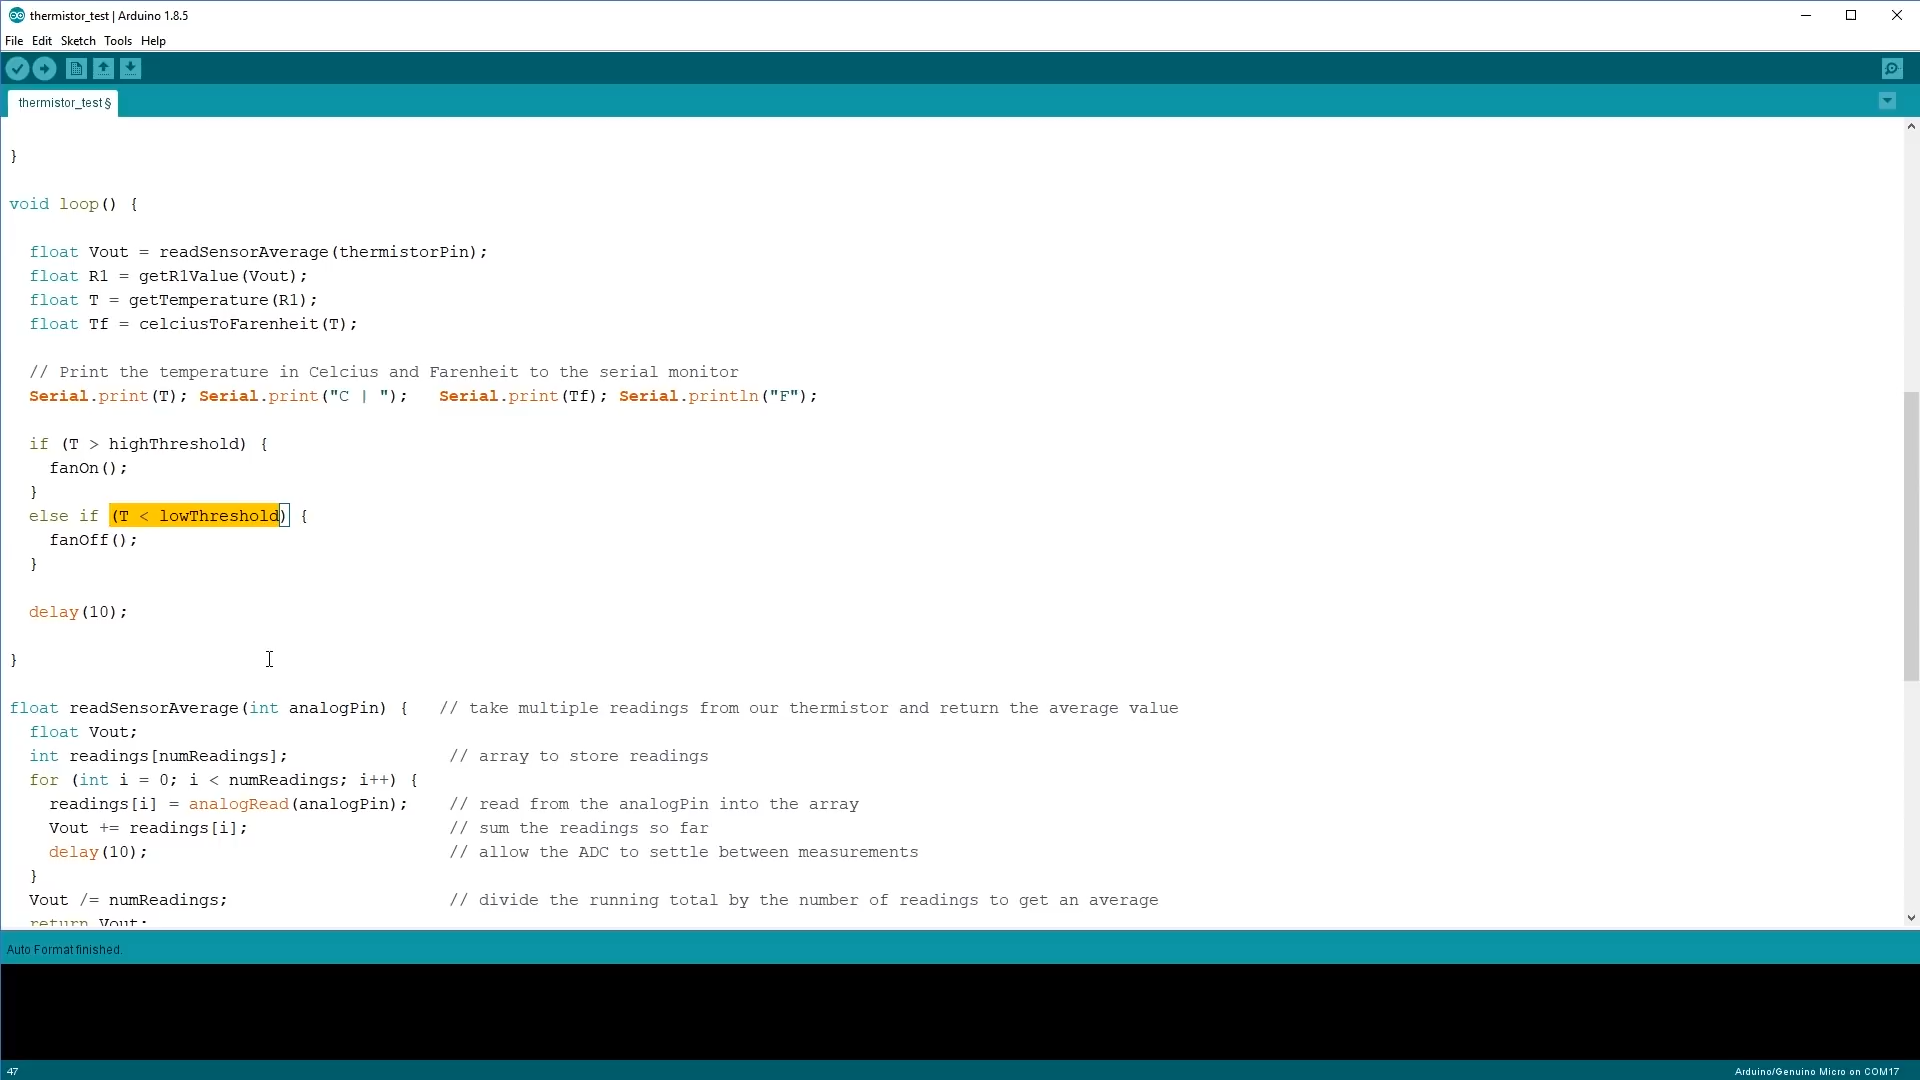 thermistor_test | Arduino 1.8.5
File Edit Sketch Tools Help
thermistor_test §
}
void loop() {
  float Vout = readSensorAverage(thermistorPin);
  float R1 = getR1Value(Vout);
  float T = getTemperature(R1);
  float Tf = celciusToFarenheit(T);
  // Print the temperature in Celcius and Farenheit to the serial monitor
  Serial.print(T); Serial.print("C | ");   Serial.print(Tf); Serial.println("F");
  if (T > highThreshold) {
    fanOn();
  }
  else if (T < lowThreshold) {
    fanOff();
  }
  delay(10);
}
float readSensorAverage(int analogPin) {   // take multiple readings from our thermistor and return the average value
  float Vout;
  int readings[numReadings];                // array to store readings
  for (int i = 0; i < numReadings; i++) {
    readings[i] = analogRead(analogPin);    // read from the analogPin into the array
    Vout += readings[i];                    // sum the readings so far
    delay(10);                              // allow the ADC to settle between measurements
  }
  Vout /= numReadings;                      // divide the running total by the number of readings to get an average
  return Vout;
Auto Format finished.
47
Arduino/Genuino Micro on COM17